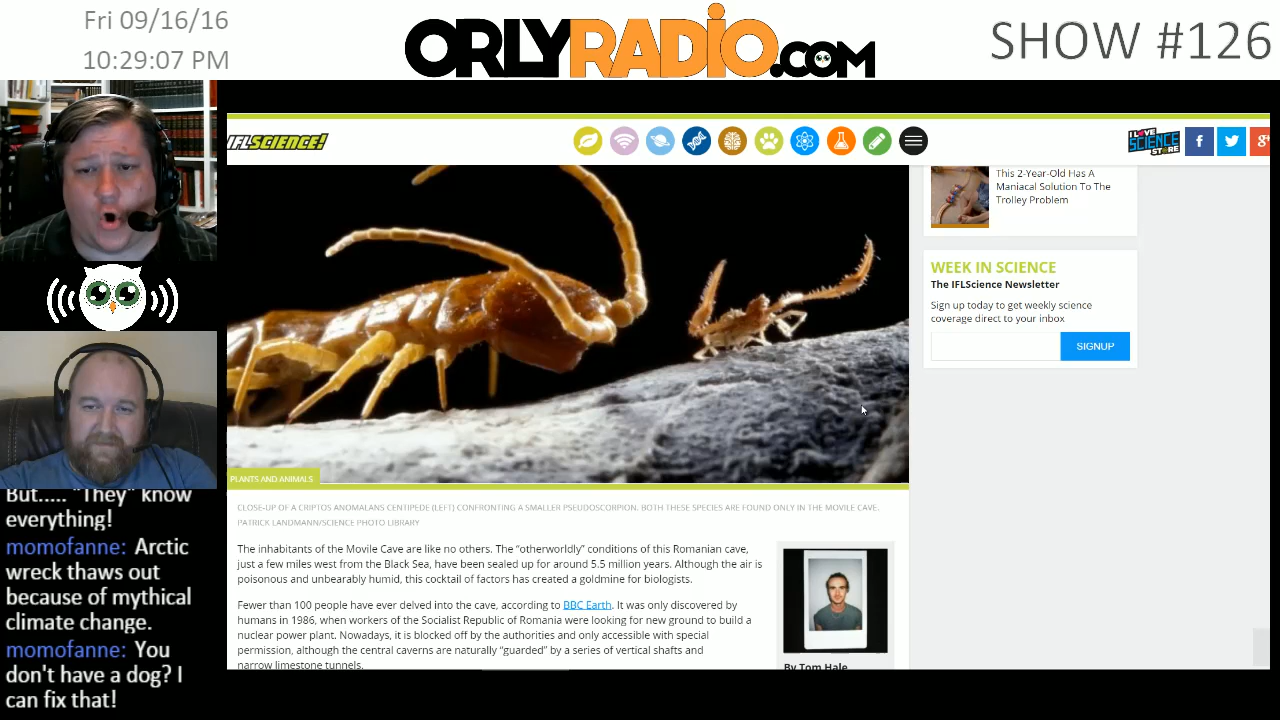 Fri 09/16/16
10:29:07 PM
ORLYRADiO.COM
SHOW #126
IFLSCIENCE!
I LOVE
SCIENCE
STORE
f
g+
This 2-Year-Old Has A
Maniacal Solution To The
Trolley Problem
WEEK IN SCIENCE
The IFLScience Newsletter
Sign up today to get weekly science
coverage direct to your inbox
SIGNUP
PLANTS AND ANIMALS
CLOSE-UP OF A CRIPTOS ANOMALANS CENTIPEDE (LEFT) CONFRONTING A SMALLER PSEUDOSCORPION. BOTH THESE SPECIES ARE FOUND ONLY IN THE MOVILE CAVE.
PATRICK LANDMANN/SCIENCE PHOTO LIBRARY
The inhabitants of the Movile Cave are like no others. The “otherworldly” conditions of this Romanian cave,
just a few miles west from the Black Sea, have been sealed up for around 5.5 million years. Although the air is
poisonous and unbearably humid, this cocktail of factors has created a goldmine for biologists.
Fewer than 100 people have ever delved into the cave, according to BBC Earth. It was only discovered by
humans in 1986, when workers of the Socialist Republic of Romania were looking for new ground to build a
nuclear power plant. Nowadays, it is blocked off by the authorities and only accessible with special
permission, although the central caverns are naturally “guarded” by a series of vertical shafts and
narrow limestone tunnels.
By Tom Hale
But..... "They" know
everything!
momofanne: Arctic
wreck thaws out
because of mythical
climate change.
momofanne: You
don't have a dog? I
can fix that!